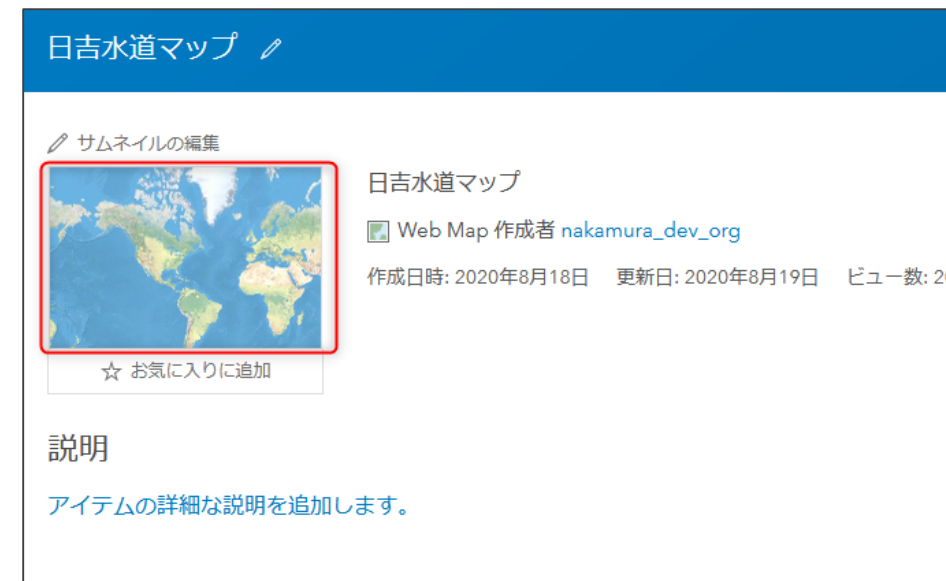 日吉水道マップ
サムネイルの編集
日吉水道マップ
Web Map 作成者 nakamura_dev_org
作成日時: 2020年8月18日 更新日: 2020年8月19日 ビュー数: 2
☆ お気に入りに追加
説明
アイテムの詳細な説明を追加します。